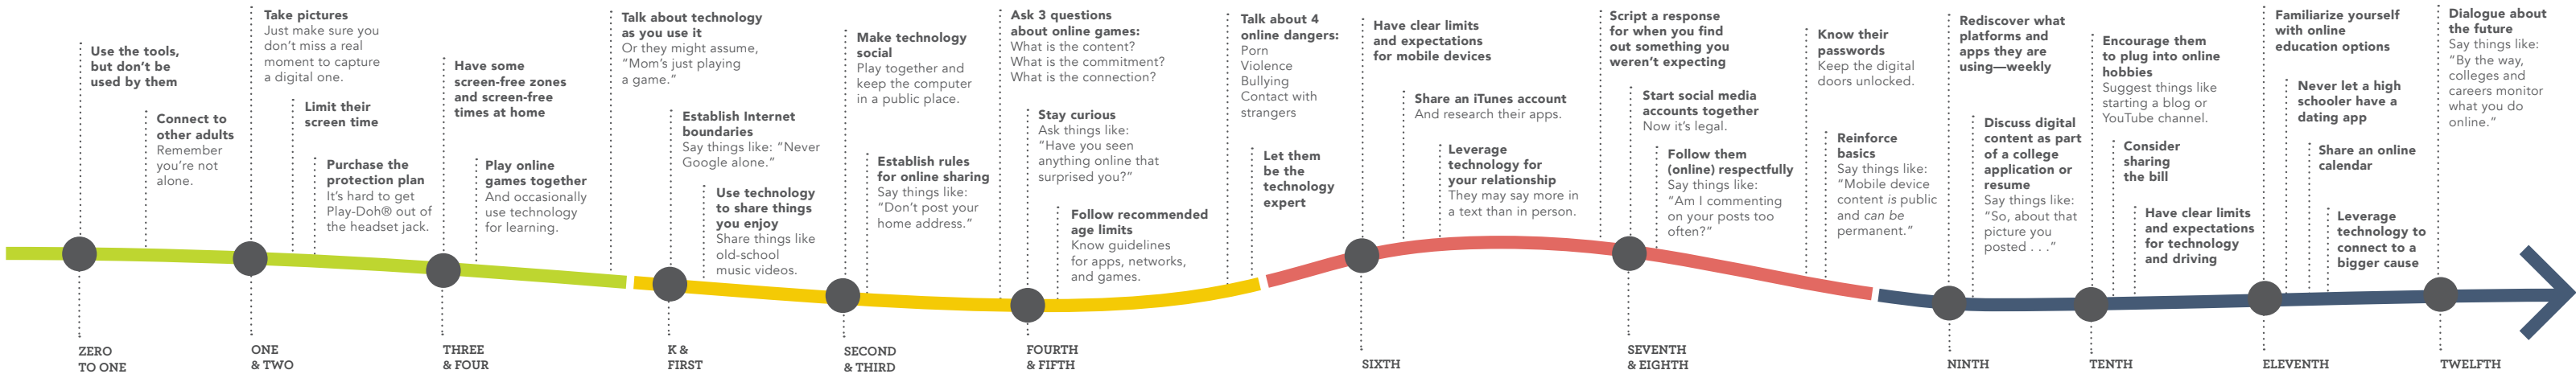 Use the tools,
but don't be
used by them
Connect to
other adults
Remember
you're not
alone.
Take pictures
Just make sure you
don't miss a real
moment to capture
a digital one.
Limit their
screen time
Purchase the
protection plan
It's hard to get
Play-Doh® out of
the headset jack.
Have some
screen-free zones
and screen-free
times at home
Play online
games together
And occasionally
use technology
for learning.
Talk about technology
as you use it
Or they might assume,
“Mom's just playing
a game.”
Establish Internet
boundaries
Say things like: “Never
Google alone.”
Use technology
to share things
you enjoy
Share things like
old-school
music videos.
Make technology
social
Play together and
keep the computer
in a public place.
Establish rules
for online sharing
Say things like:
“Don't post your
home address.”
Ask 3 questions
about online games:
What is the content?
What is the commitment?
What is the connection?
Stay curious
Ask things like:
“Have you seen
anything online that
surprised you?”
Follow recommended
age limits
Know guidelines
for apps, networks,
and games.
Talk about 4
online dangers:
Porn
Violence
Bullying
Contact with
strangers
Let them
be the
technology
expert
Have clear limits
and expectations
for mobile devices
Share an iTunes account
And research their apps.
Leverage
technology for
your relationship
They may say more in
a text than in person.
Script a response
for when you find
out something you
weren't expecting
Start social media
accounts together
Now it's legal.
Follow them
(online) respectfully
Say things like:
“Am I commenting
on your posts too
often?”
Know their
passwords
Keep the digital
doors unlocked.
Reinforce
basics
Say things like:
“Mobile device
content is public
and can be
permanent.”
Rediscover what
platforms and
apps they are
using—weekly
Discuss digital
content as part
of a college
application or
resume
Say things like:
“So, about that
picture you
posted . . .”
Encourage them
to plug into online
hobbies
Suggest things like
starting a blog or
YouTube channel.
Consider
sharing
the bill
Have clear limits
and expectations
for technology
and driving
Familiarize yourself
with online
education options
Never let a high
schooler have a
dating app
Share an online
calendar
Leverage
technology to
connect to a
bigger cause
Dialogue about
the future
Say things like:
“By the way,
colleges and
careers monitor
what you do
online.”
ZERO
TO ONE
ONE
& TWO
THREE
& FOUR
K &
FIRST
SECOND
& THIRD
FOURTH
& FIFTH
SIXTH
SEVENTH
& EIGHTH
NINTH
TENTH
ELEVENTH
TWELFTH